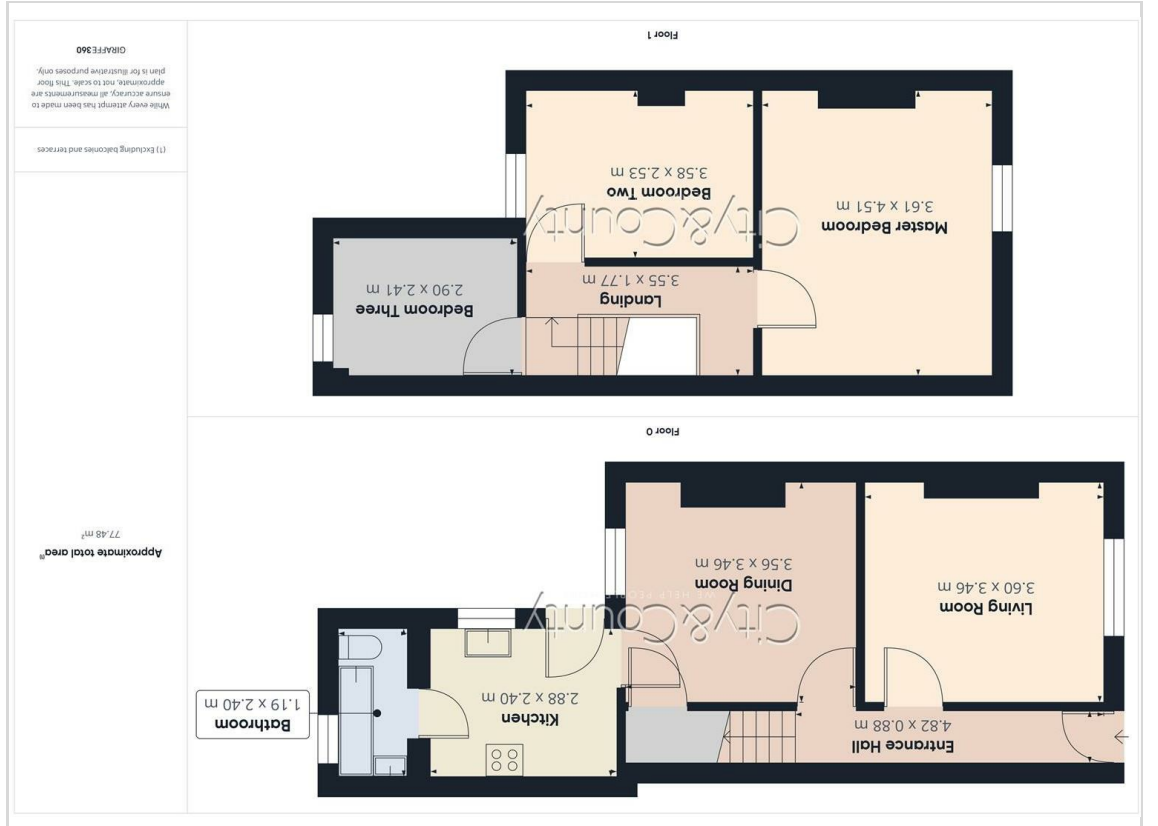 Entrance Hall
4.82 x 0.88 m
Living Room
3.60 x 3.46 m
Dining Room
3.56 x 3.46 m
Kitchen
2.88 x 2.40 m
Bathroom
1.19 x 2.40 m
City&County
WE HELP PEOPLE
Floor 0
Landing
3.55 x 1.77 m
Bedroom Three
2.90 x 2.41 m
Master Bedroom
3.61 x 4.51 m
Bedroom Two
3.58 x 2.53 m
City&County
Floor 1
Approximate total area(1)
77.48 m²
(1) Excluding balconies and terraces
While every attempt has been made to
ensure accuracy, all measurements are
approximate, not to scale. This floor
plan is for illustrative purposes only.
GIRAFFE360